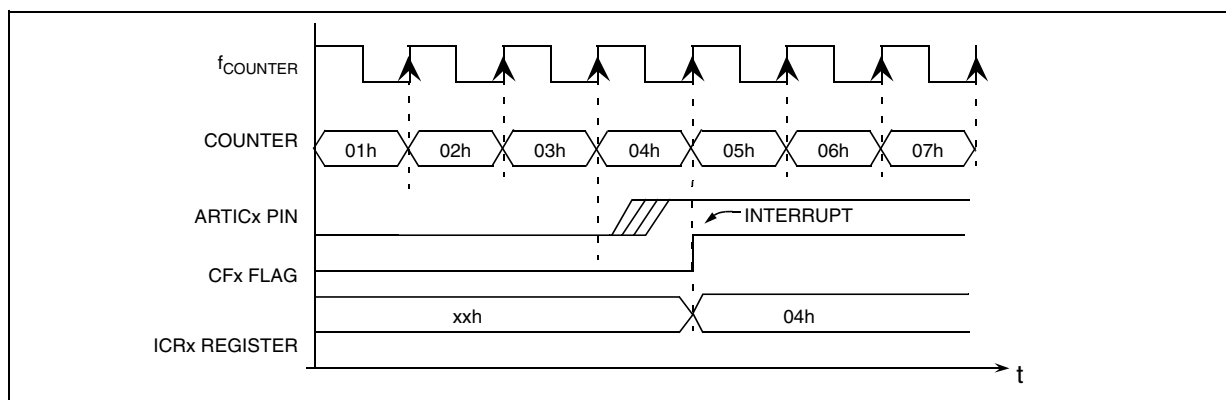 fCOUNTER
COUNTER
01h 02h 03h 04h 05h 06h 07h
ARTICx PIN
INTERRUPT
CFx FLAG
xxh 04h
ICRx REGISTER
t